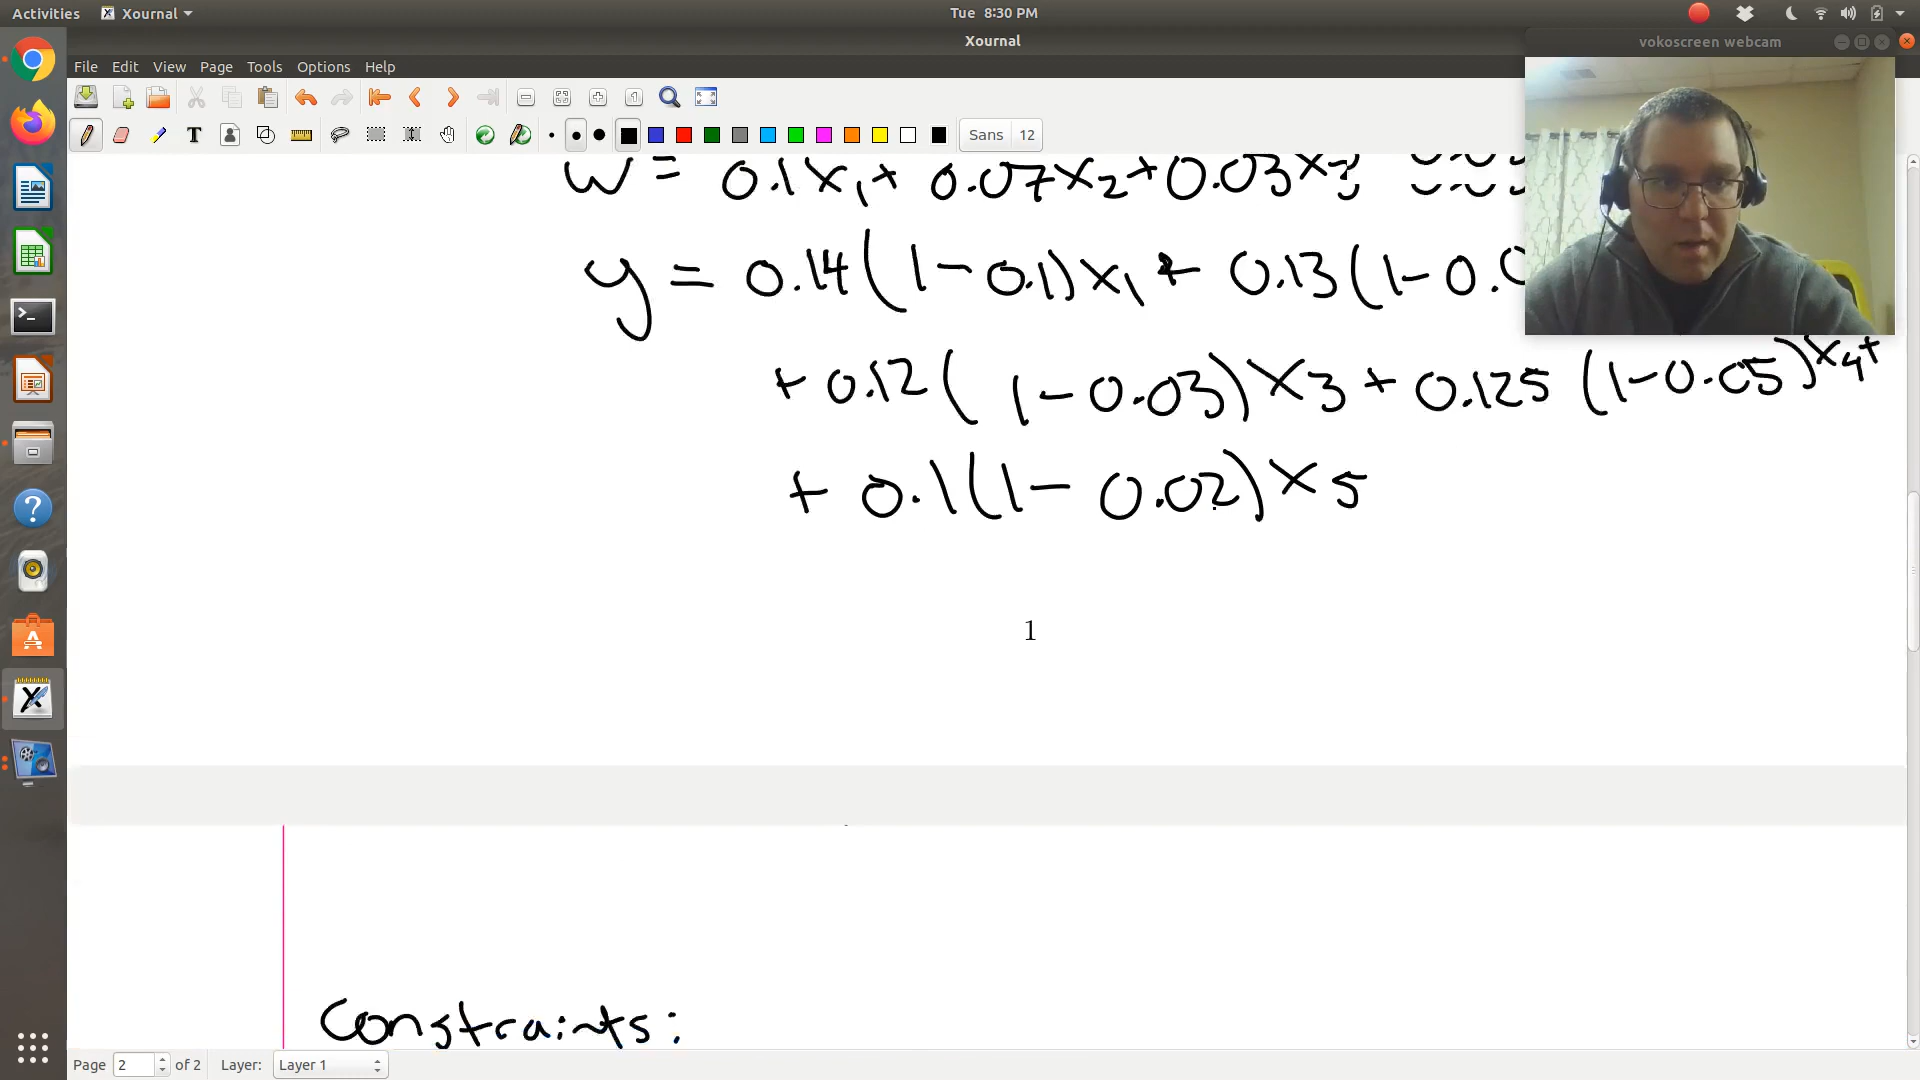 Activities Xournal Tue 8:30 PM
Xournal
vokoscreen webcam
File Edit View Page Tools Options Help
Sans 12
w = 0.1x₁ + 0.07x₂ + 0.03x₃
y = 0.14(1-0.1)x₁ + 0.13(1-0.0
+ 0.12(1-0.03)x₃ + 0.125(1-0.05)x₄+
+ 0.1(1-0.02)x₅
1
Constraints:
Page 2 of 2 Layer: Layer 1